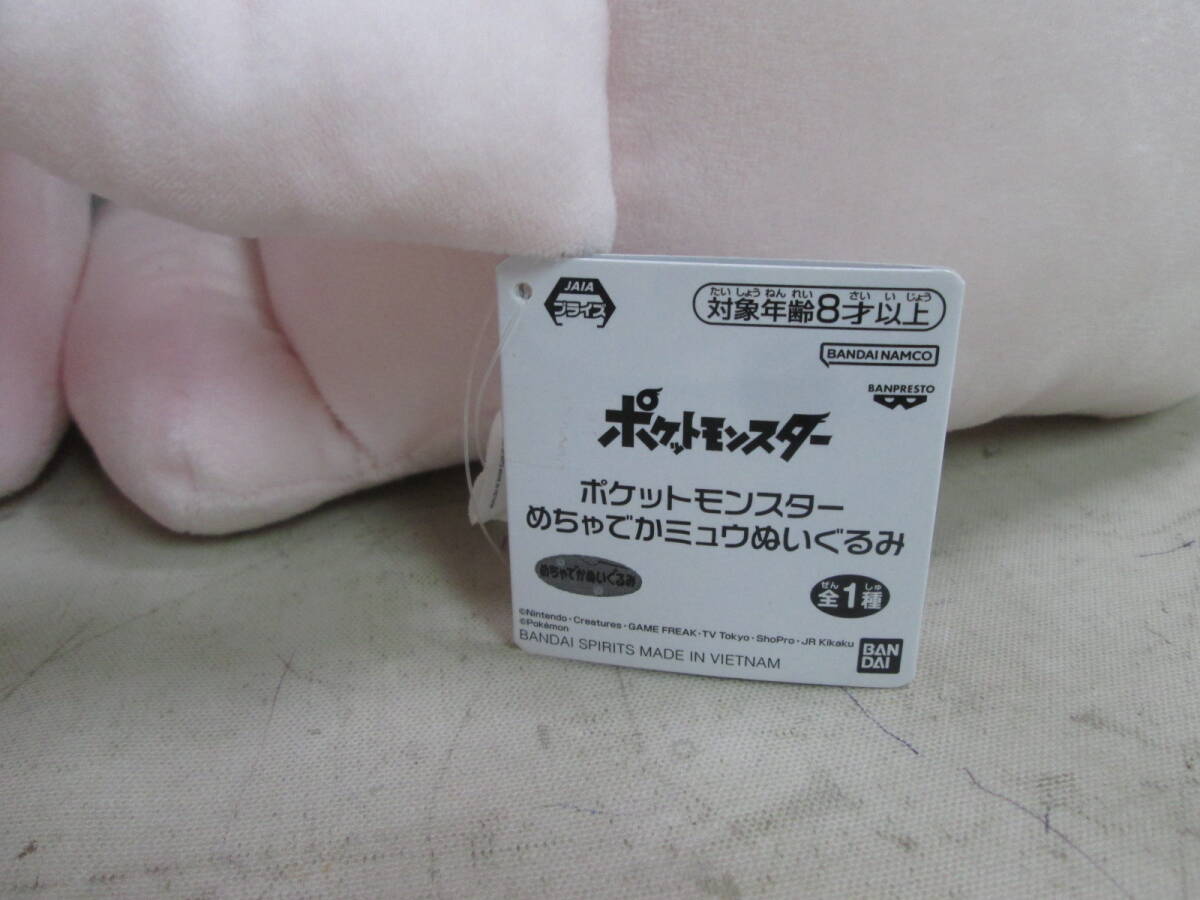 JAIA
プライズ
たいしょうねんれい さい いじょう
対象年齢8才以上
BANDAI NAMCO
BANPRESTO
ポケットモンスター
ポケットモンスター
めちゃでかミュウぬいぐるみ
めちゃでかぬいぐるみ
ぜん しゅ
全1種
©Nintendo・Creatures・GAME FREAK・TV Tokyo・ShoPro・JR Kikaku
©Pokémon
BANDAI SPIRITS MADE IN VIETNAM
BAN
DAI